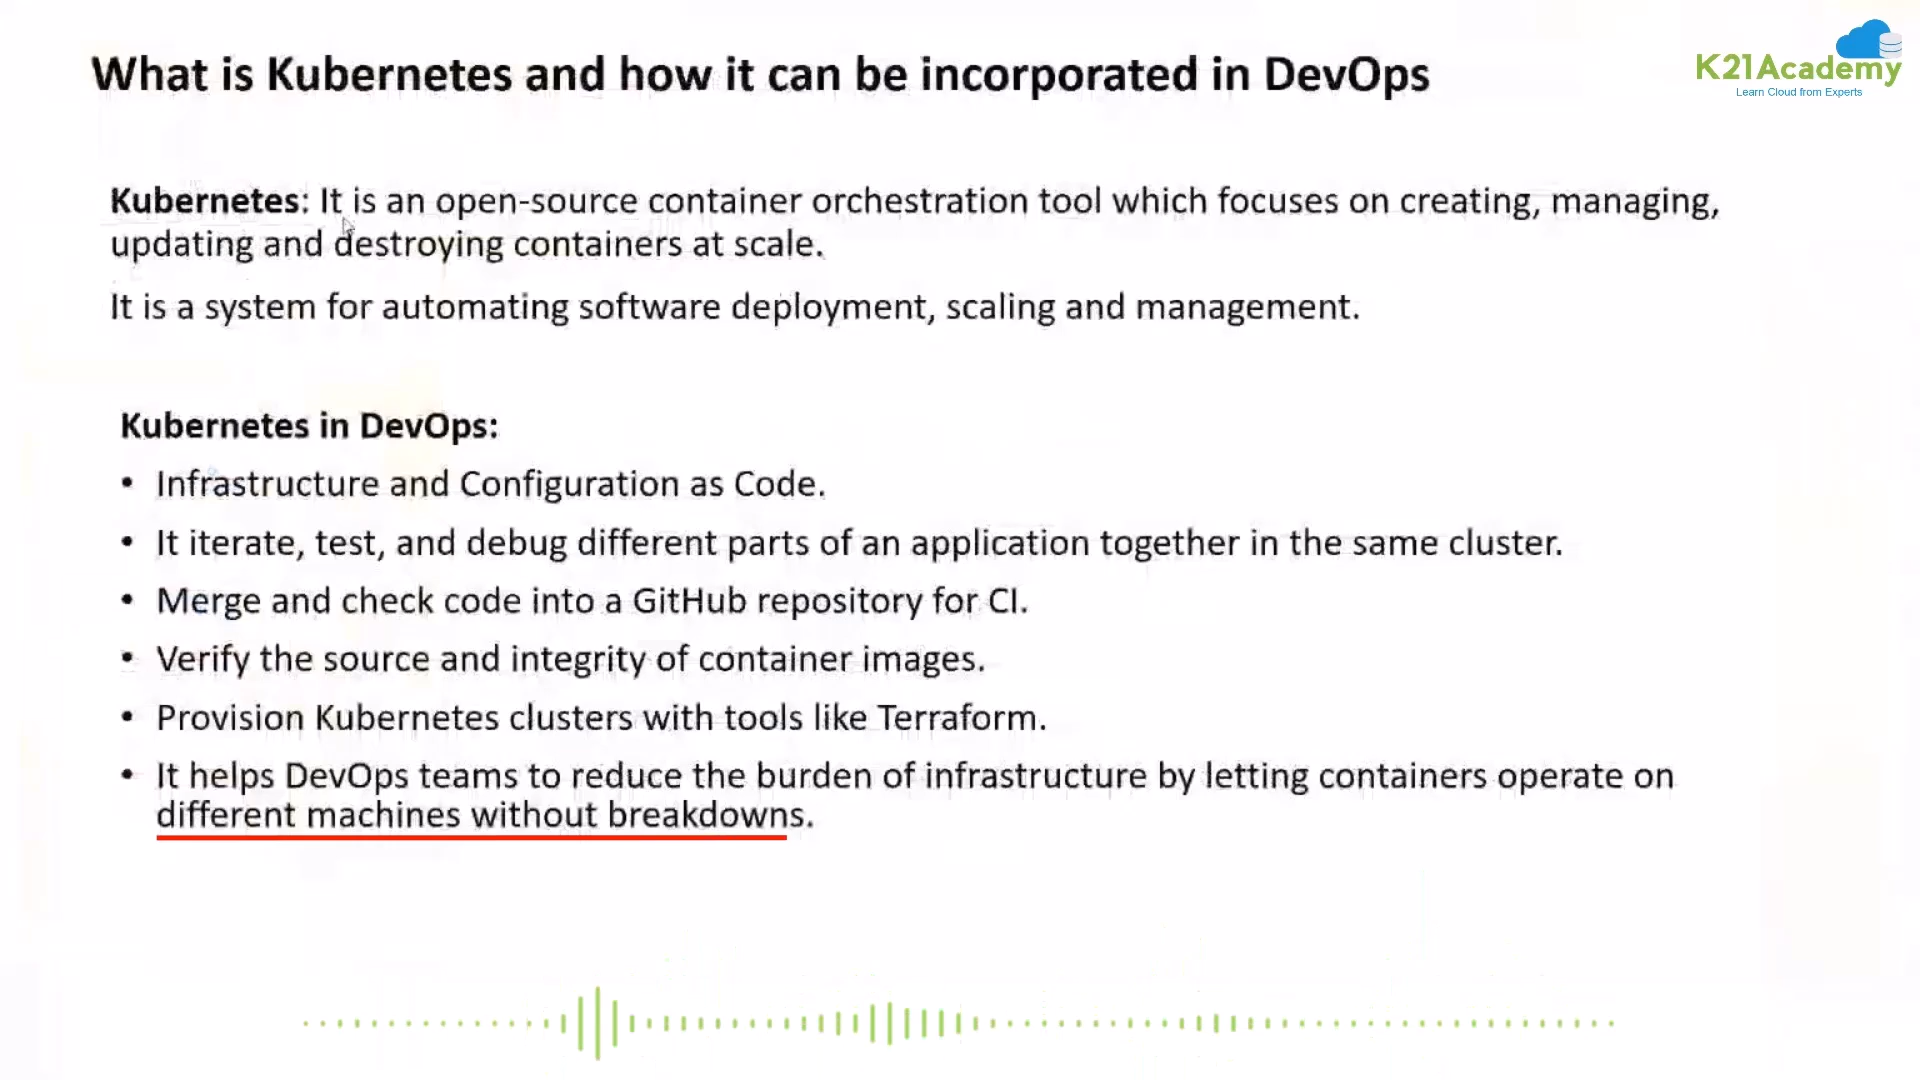 What is Kubernetes and how it can be incorporated in DevOps
K21Academy
Learn Cloud from Experts
Kubernetes: It is an open-source container orchestration tool which focuses on creating, managing,
updating and destroying containers at scale.
It is a system for automating software deployment, scaling and management.
Kubernetes in DevOps:
• Infrastructure and Configuration as Code.
• It iterate, test, and debug different parts of an application together in the same cluster.
• Merge and check code into a GitHub repository for CI.
• Verify the source and integrity of container images.
• Provision Kubernetes clusters with tools like Terraform.
• It helps DevOps teams to reduce the burden of infrastructure by letting containers operate on
different machines without breakdowns.